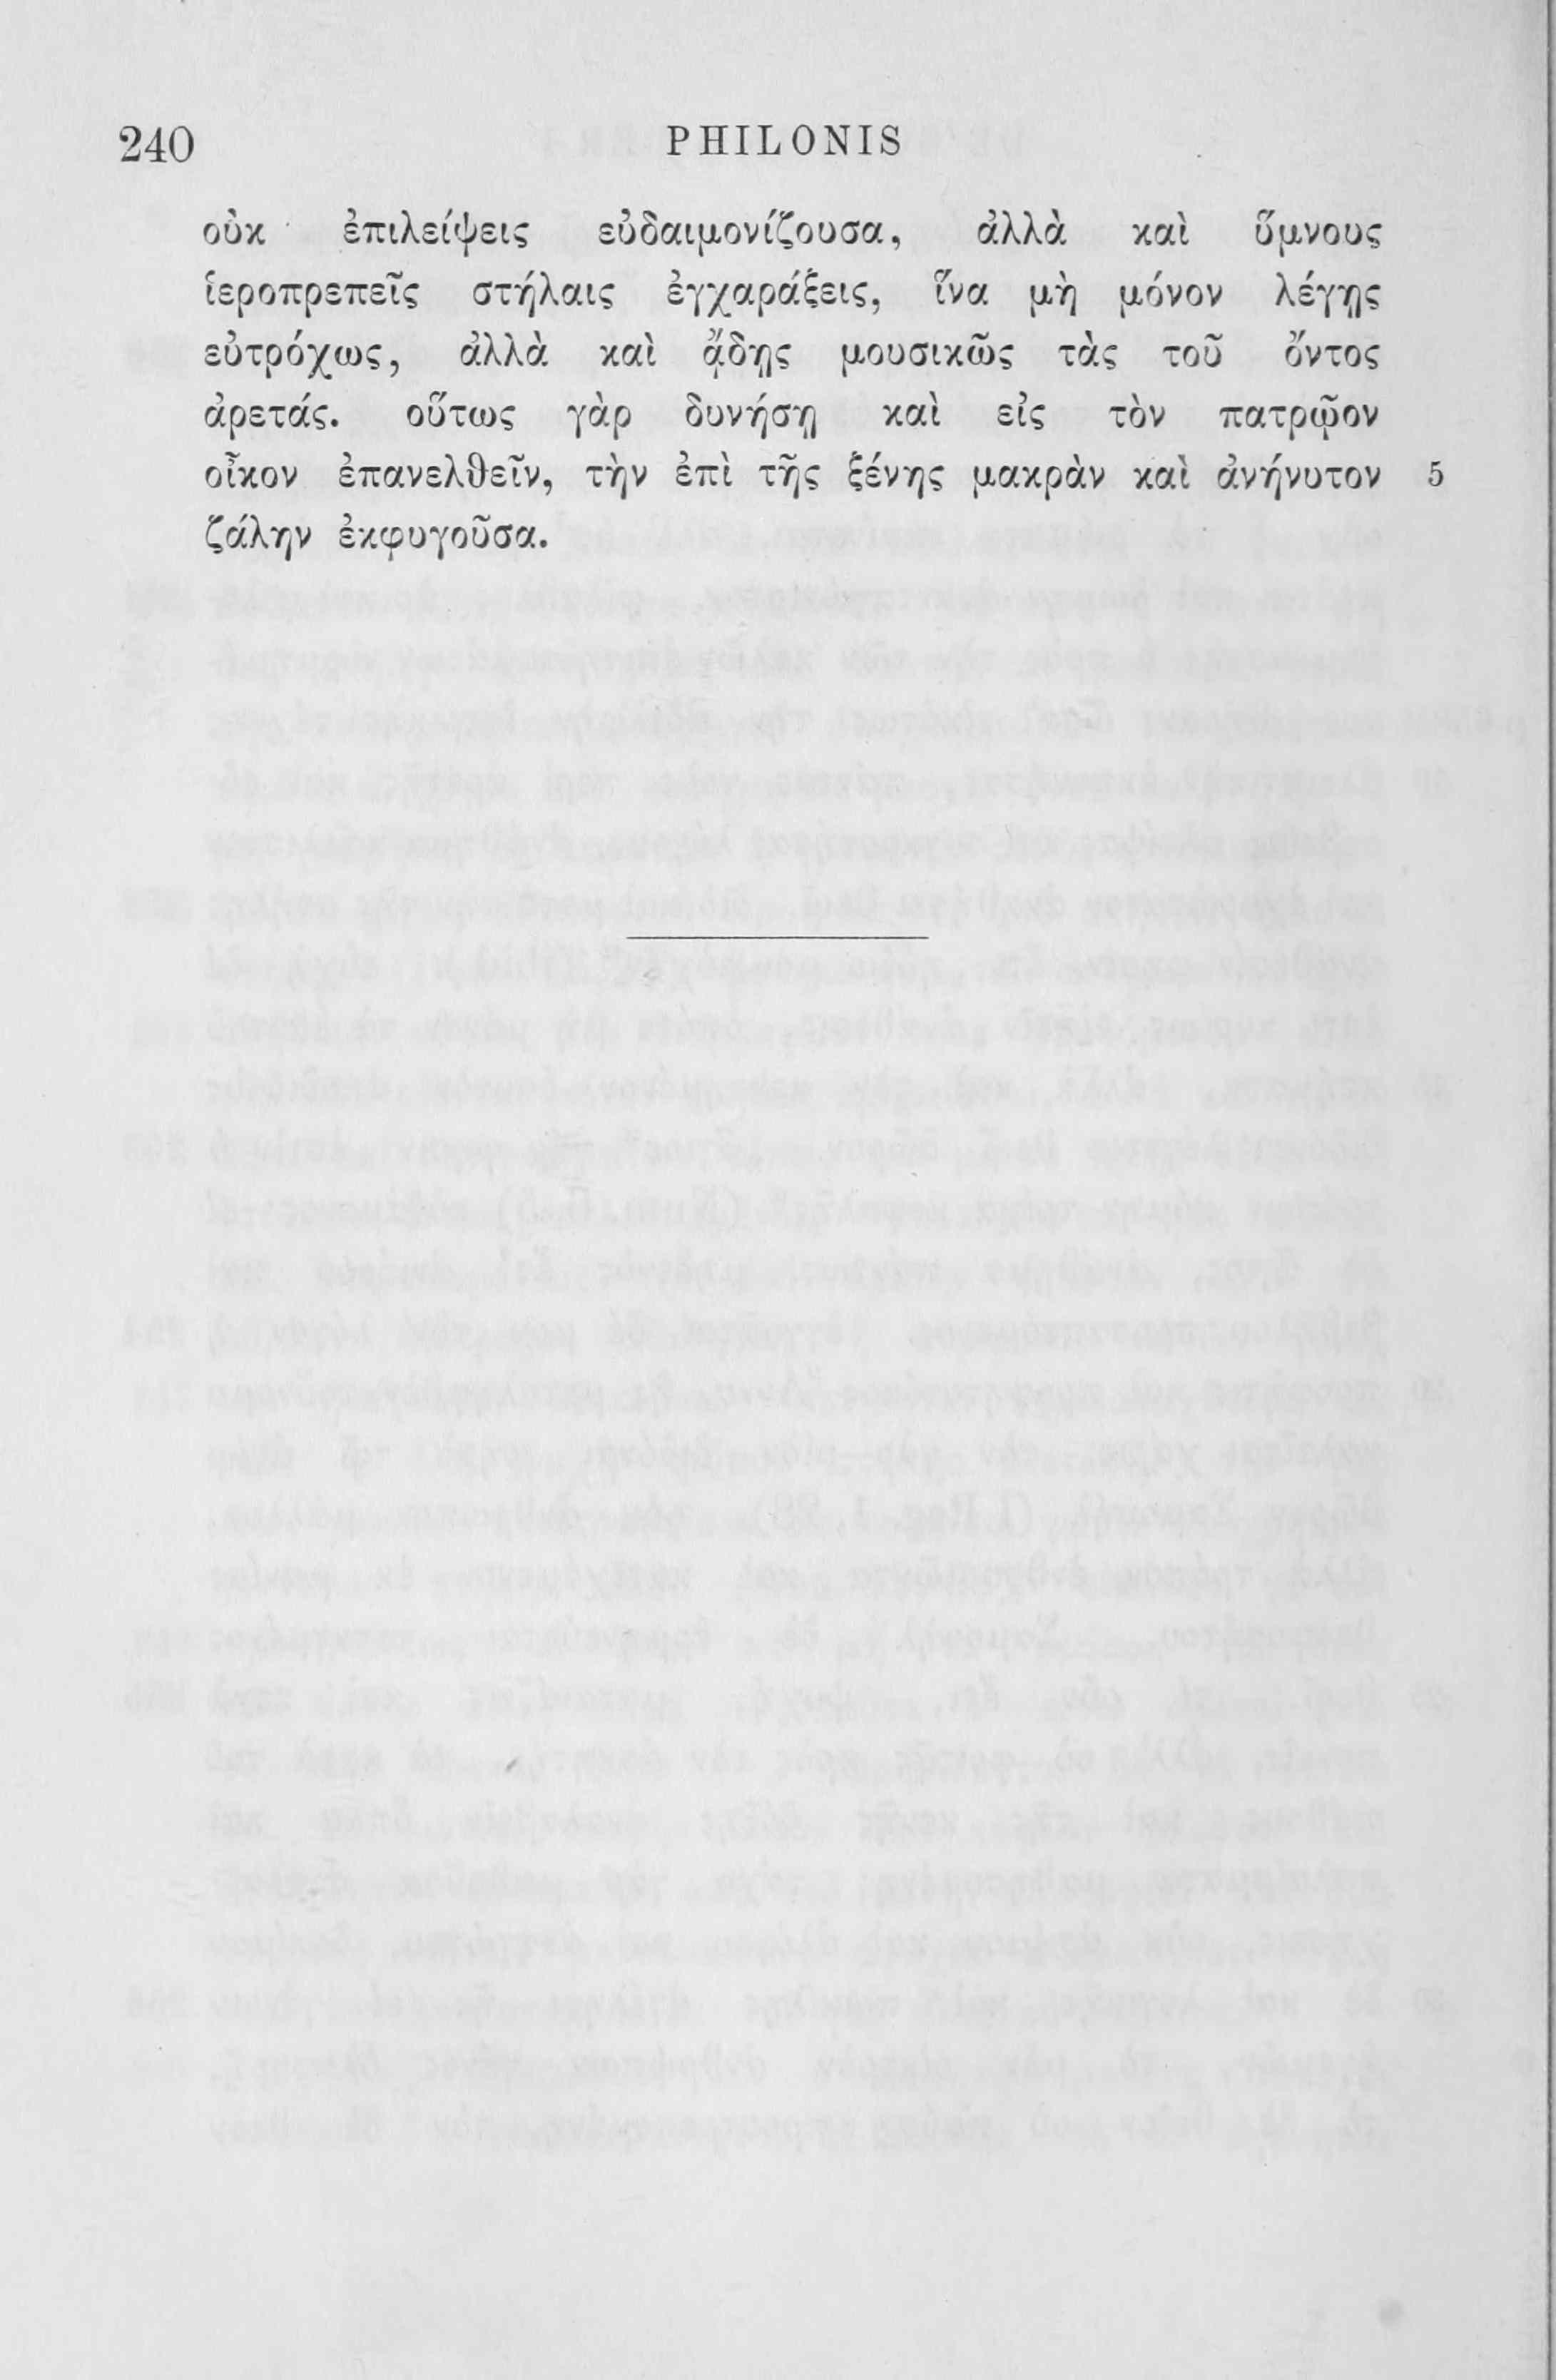 240 PHILONIS
οὐκ ἐπιλείψεις εὐδαιμονίζουσα, ἀλλὰ καὶ ὕμνους
ἱεροπρεπεῖς στήλαις ἐγχαράξεις, ἵνα μὴ μόνον λέγῃς
εὐτρόχως, ἀλλὰ καὶ ᾄδῃς μουσικῶς τὰς τοῦ ὄντος
ἀρετάς. οὕτως γὰρ δυνήσῃ καὶ εἰς τὸν πατρῷον
οἶκον ἐπανελθεῖν, τὴν ἐπὶ τῆς ξένης μακρὰν καὶ ἀνήνυτον 5
ζάλην ἐκφυγοῦσα.